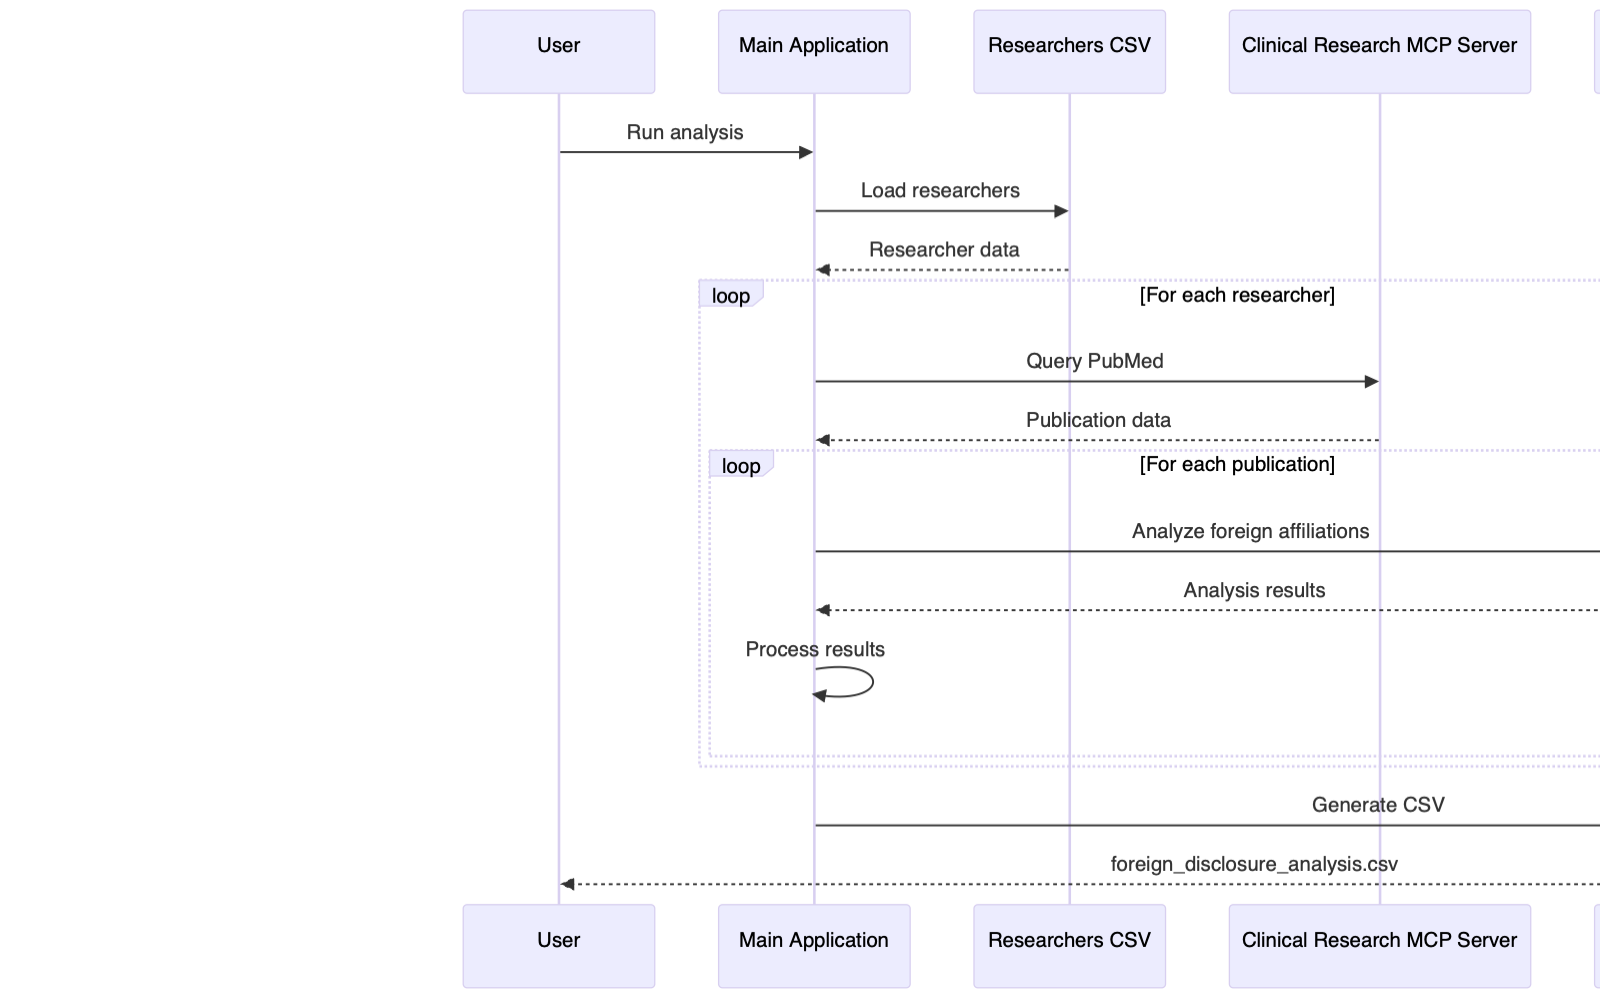 User
Main Application
Researchers CSV
Clinical Research MCP Server
Run analysis
Load researchers
Researcher data
loop
[For each researcher]
Query PubMed
Publication data
loop
[For each publication]
Analyze foreign affiliations
Analysis results
Process results
Generate CSV
foreign_disclosure_analysis.csv
User
Main Application
Researchers CSV
Clinical Research MCP Server